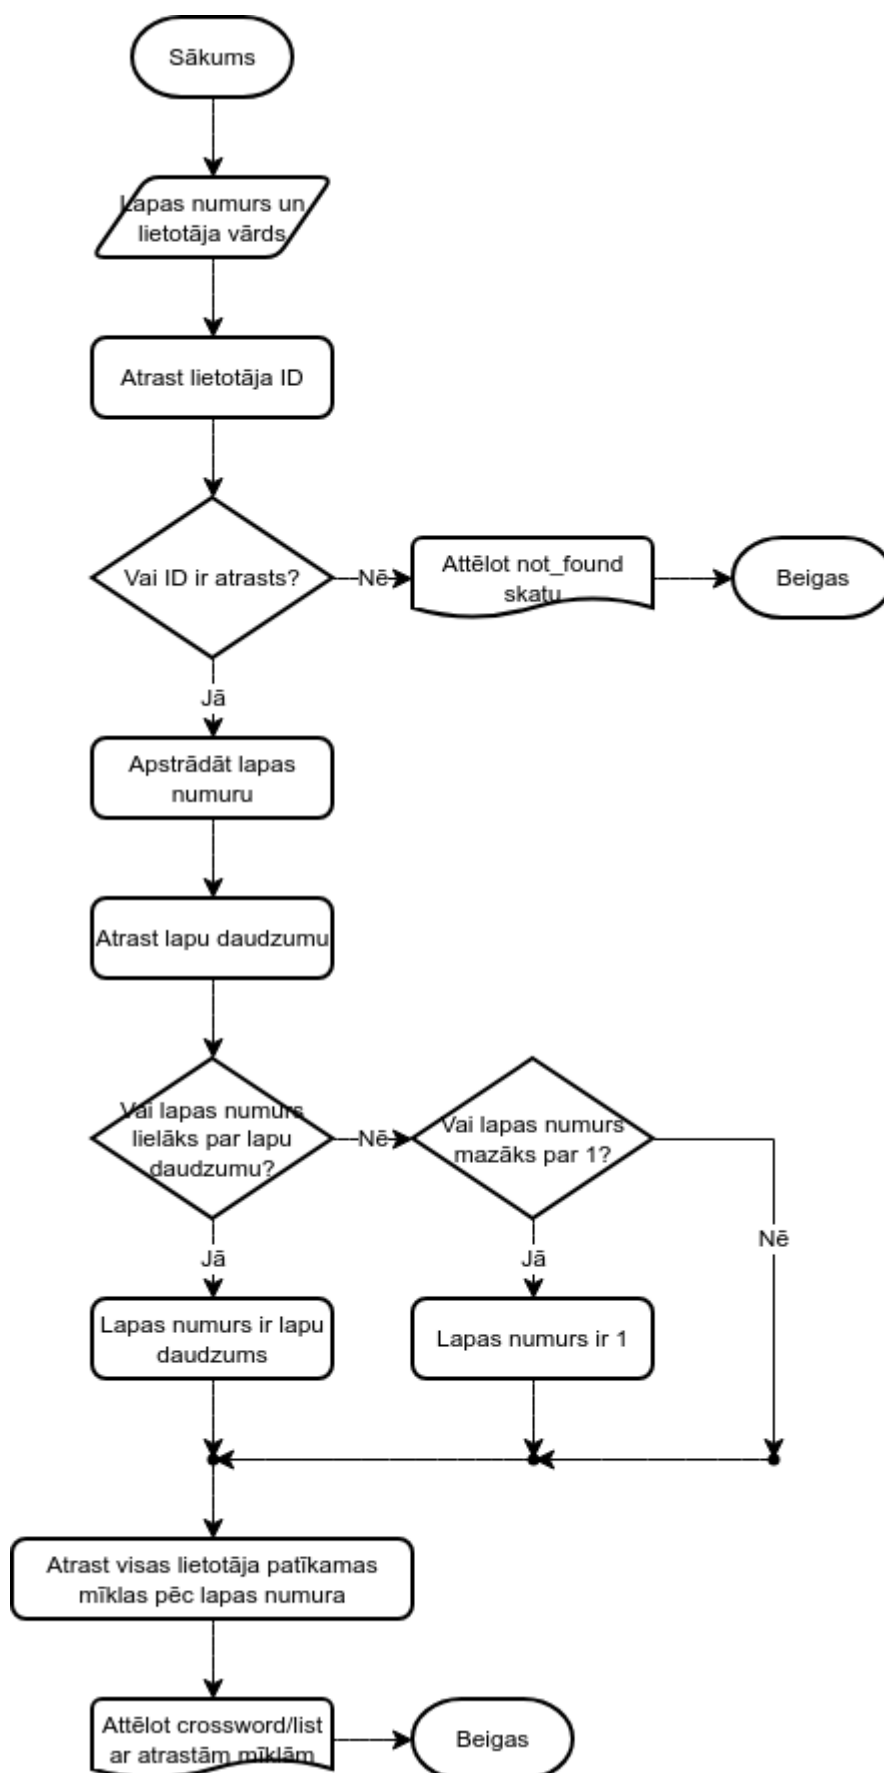 Sākums
Lapas numurs un
lietotāja vārds
Atrast lietotāja ID
Vai ID ir atrasts?
Nē
Attēlot not_found
skatu
Beigas
Jā
Apstrādāt lapas
numuru
Atrast lapu daudzumu
Vai lapas numurs
lielāks par lapu
daudzumu?
Nē
Vai lapas numurs
mazāks par 1?
Nē
Jā
Jā
Lapas numurs ir lapu
daudzums
Lapas numurs ir 1
Atrast visas lietotāja patīkamas
mīklas pēc lapas numura
Attēlot crossword/list
ar atrastām mīklām
Beigas